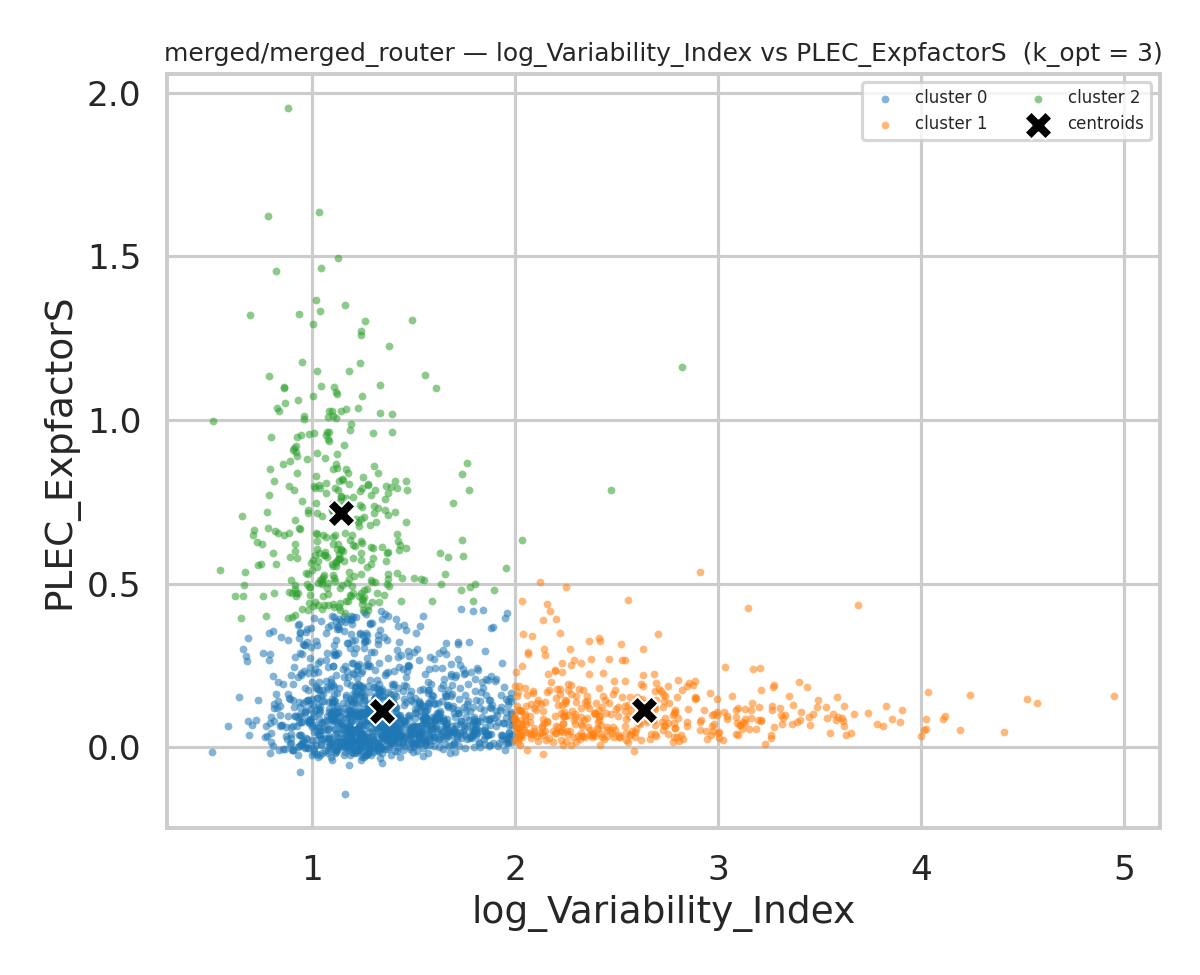 merged/merged_router — log_Variability_Index vs PLEC_ExpfactorS (k_opt = 3)
cluster 0
cluster 1
cluster 2
centroids
2.0
1.5
1.0
0.5
0.0
PLEC_ExpfactorS
1 2 3 4 5
log_Variability_Index